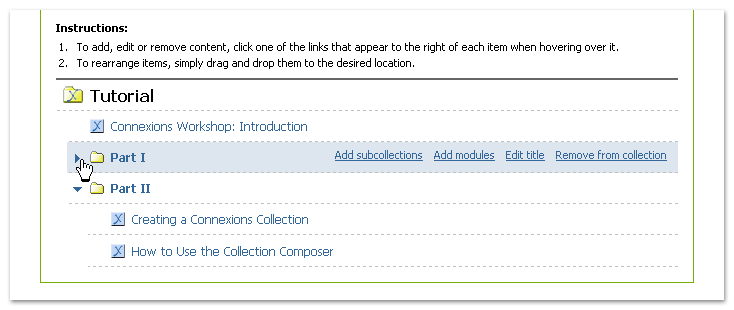 Instructions:
1. To add, edit or remove content, click one of the links that appear to the right of each item when hovering over it.
2. To rearrange items, simply drag and drop them to the desired location.
Tutorial
Connexions Workshop: Introduction
Part I Add subcollections Add modules Edit title Remove from collection
Part II
Creating a Connexions Collection
How to Use the Collection Composer